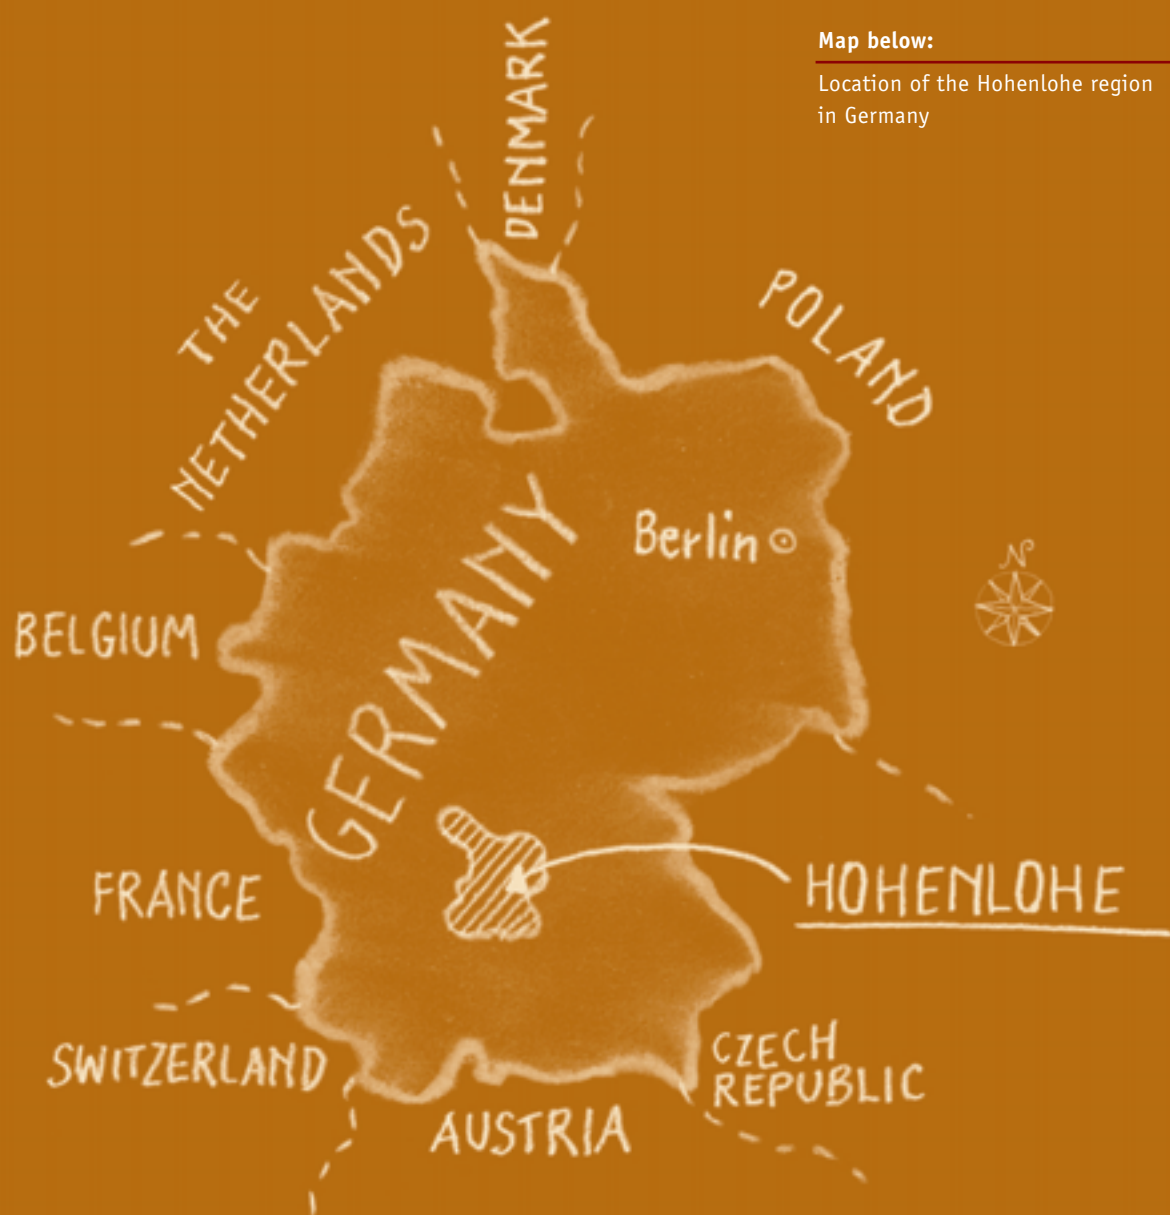 Map below:
Location of the Hohenlohe region
in Germany
DENMARK
THE
NETHERLANDS
POLAND
Berlin
N
GERMANY
BELGIUM
FRANCE
HOHENLOHE
SWITZERLAND
CZECH
REPUBLIC
AUSTRIA